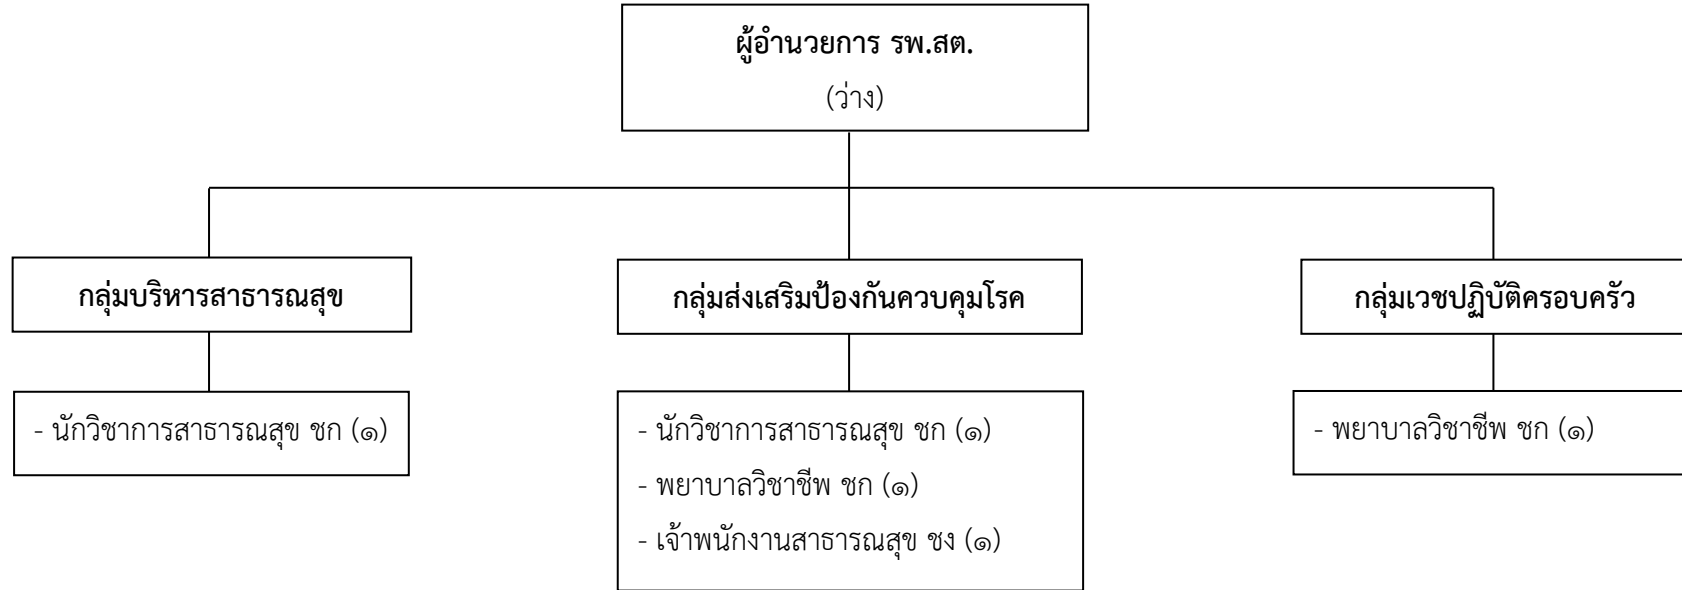 ผู้อำนวยการ รพ.สต.
(ว่าง)
กลุ่มบริหารสาธารณสุข
กลุ่มส่งเสริมป้องกันควบคุมโรค
กลุ่มเวชปฏิบัติครอบครัว
- นักวิชาการสาธารณสุข ชก (๑)
- นักวิชาการสาธารณสุข ชก (๑)
- พยาบาลวิชาชีพ ชก (๑)
- เจ้าพนักงานสาธารณสุข ชง (๑)
- พยาบาลวิชาชีพ ชก (๑)